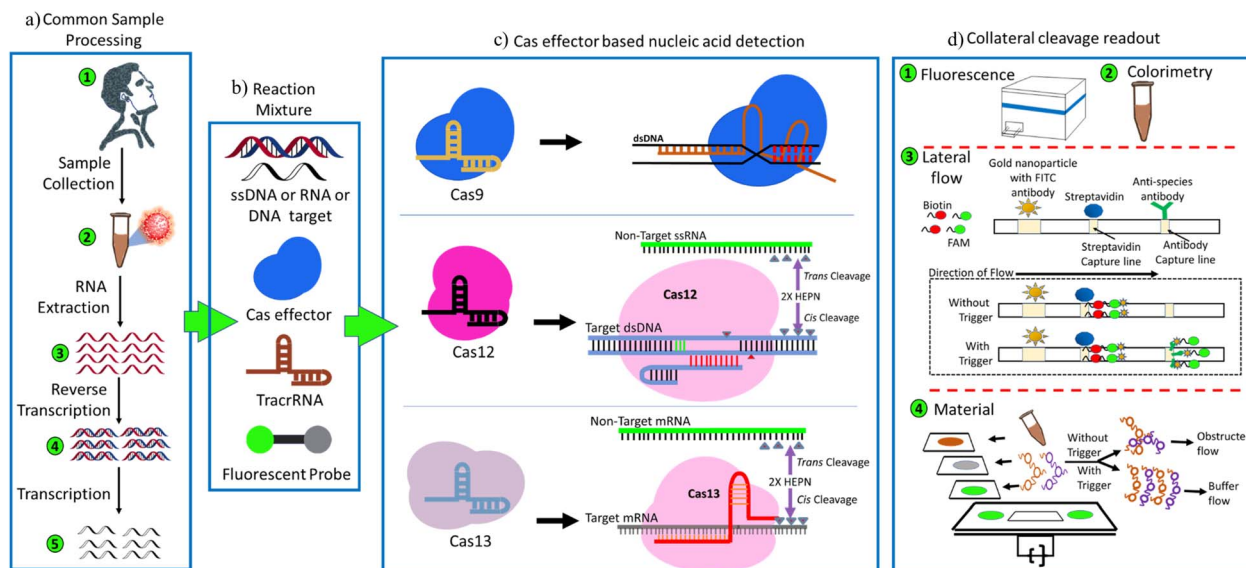 a) Common Sample
Processing
1
Sample
Collection
2
RNA
Extraction
3
Reverse
Transcription
4
Transcription
5
b) Reaction
Mixture
ssDNA or RNA or
DNA target
Cas effector
TracrRNA
Fluorescent Probe
c) Cas effector based nucleic acid detection
Cas9
dsDNA
Cas12
Non-Target ssRNA
Trans Cleavage
Cas12
2X HEPN
Cis Cleavage
Target dsDNA
Cas13
Non-Target mRNA
Trans Cleavage
Cas13
2X HEPN
Cis Cleavage
Target mRNA
d) Collateral cleavage readout
1 Fluorescence
2 Colorimetry
3 Lateral
flow
Gold nanoparticle
with FITC
antibody
Streptavidin
Anti-species
antibody
Biotin
FAM
Streptavidin
Capture line
Antibody
Capture line
Direction of Flow
Without
Trigger
With
Trigger
4 Material
Without
Trigger
With
Trigger
Obstructe
flow
Buffer
flow